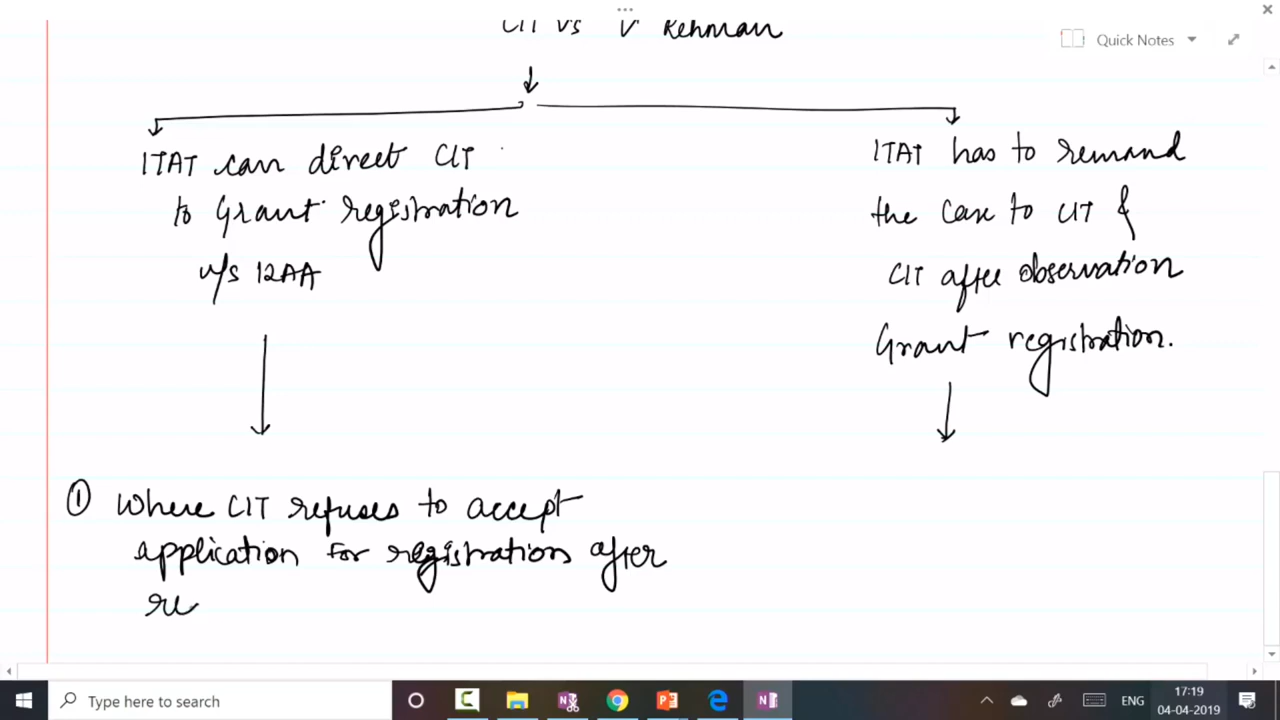 CIT vs V Rehman
Quick Notes
ITAT can direct CIT
to Grant registration
u/s 12AA
ITAT has to remand
the case to CIT &
CIT after observation
Grant registration.
① Where CIT refuses to accept
application for registration after
re
Type here to search
ENG
17:19
04-04-2019